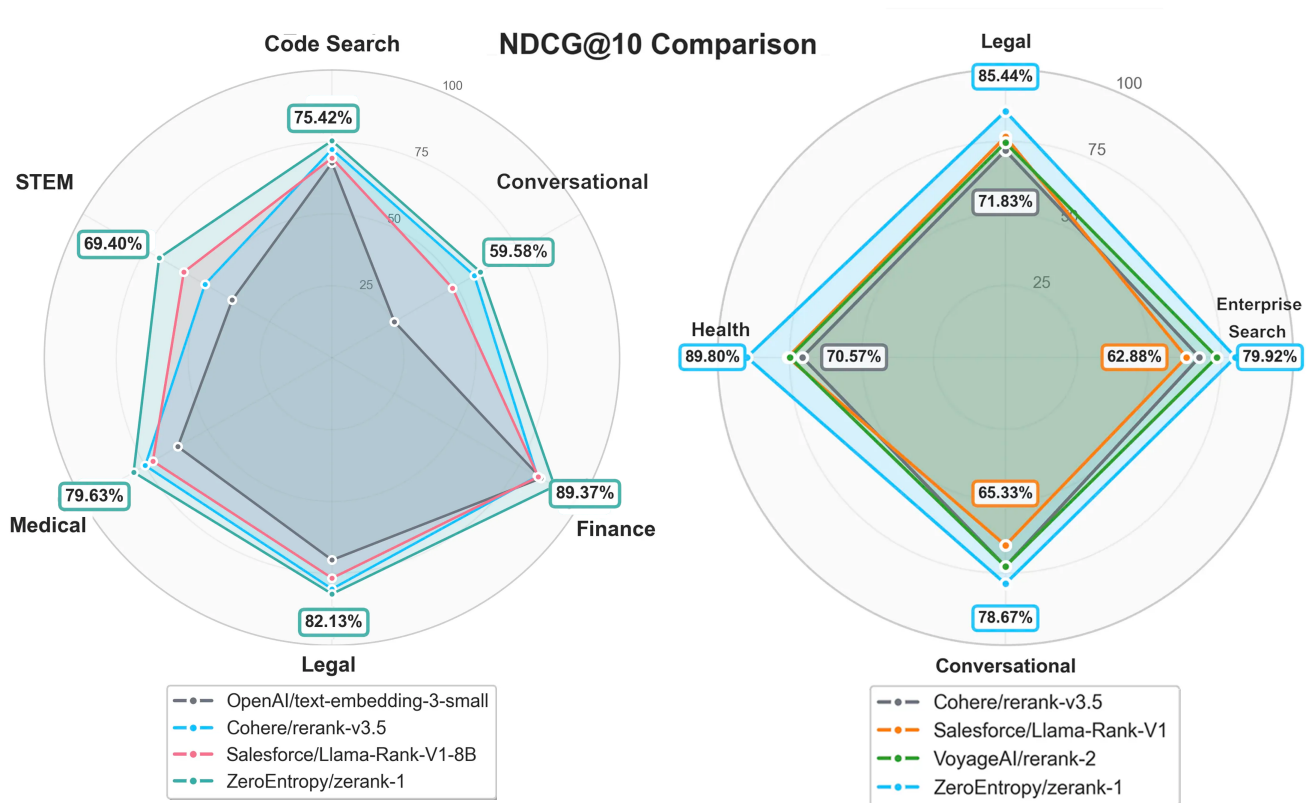 NDCG@10 Comparison
Code Search
100
75.42%
75
STEM
Conversational
50
69.40%
59.58%
25
79.63%
89.37%
Medical
Finance
82.13%
Legal
OpenAI/text-embedding-3-small
Cohere/rerank-v3.5
Salesforce/Llama-Rank-V1-8B
ZeroEntropy/zerank-1
Legal
85.44%
100
75
71.83%
50
25
Enterprise
Search
Health
89.80%
70.57%
62.88%
79.92%
65.33%
78.67%
Conversational
Cohere/rerank-v3.5
Salesforce/Llama-Rank-V1
VoyageAI/rerank-2
ZeroEntropy/zerank-1